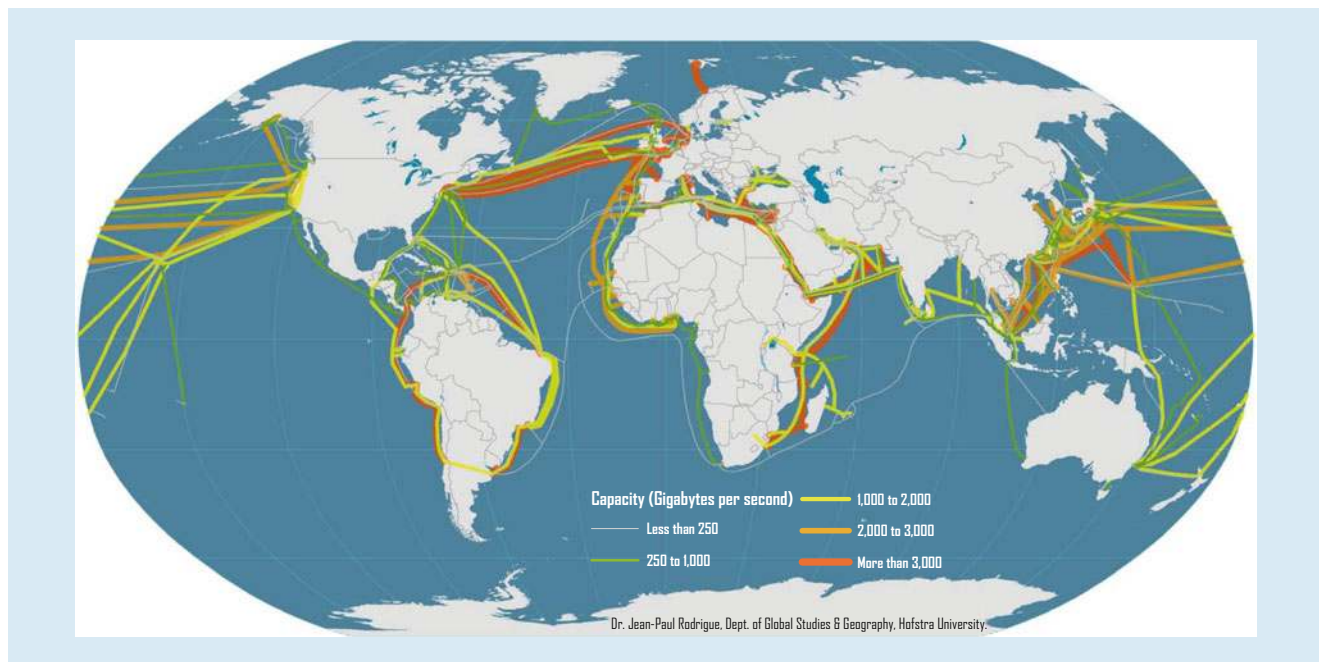 Capacity (Gigabytes per second)
Less than 250
250 to 1,000
1,000 to 2,000
2,000 to 3,000
More than 3,000
Dr. Jean-Paul Rodrigue, Dept. of Global Studies & Geography, Hofstra University.